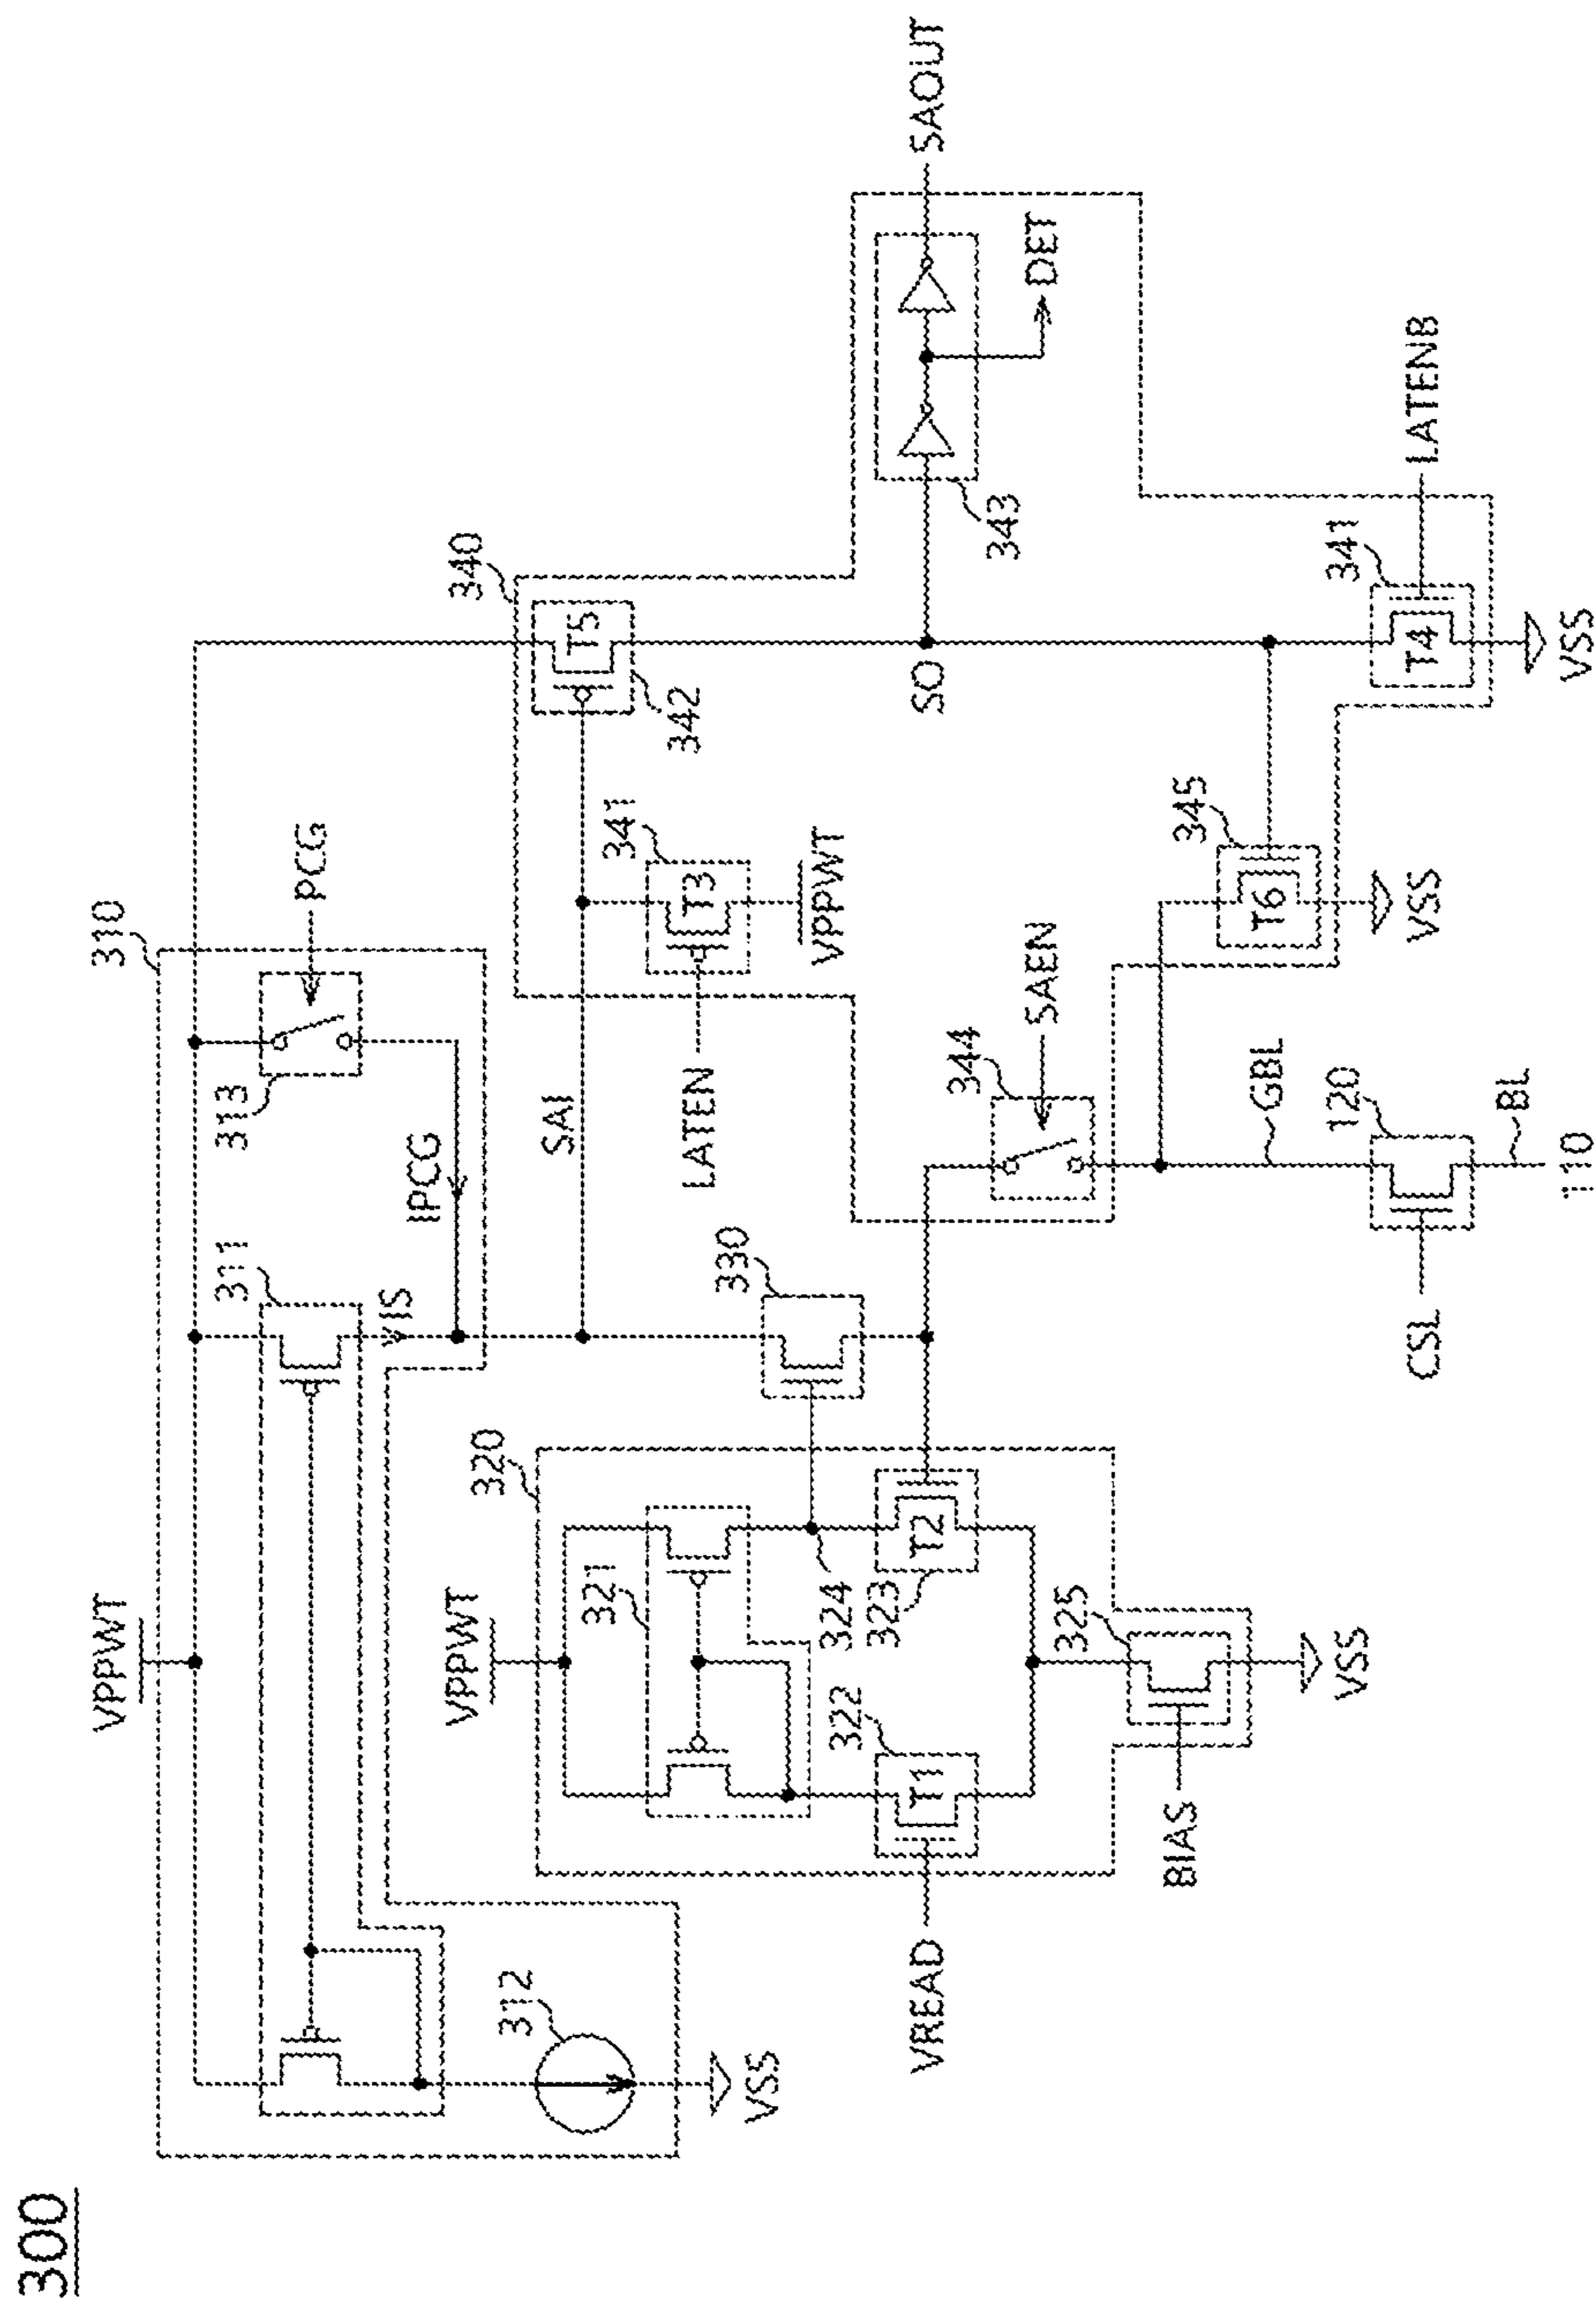 300
VPPWT
310
311
313
PCG
VIS
IPCG
VPPWT
320
340
312
SAI
321
341
T5
LATEN
T3
342
330
VSS
VPPWT
322
324
323
VREAD
T1
T2
SO
SAOUT
344
343
SAEN
DET
325
BIAS
345
GBL
T6
VSS
120
341
CSL
VSS
T4
LATENB
BL
110
VSS